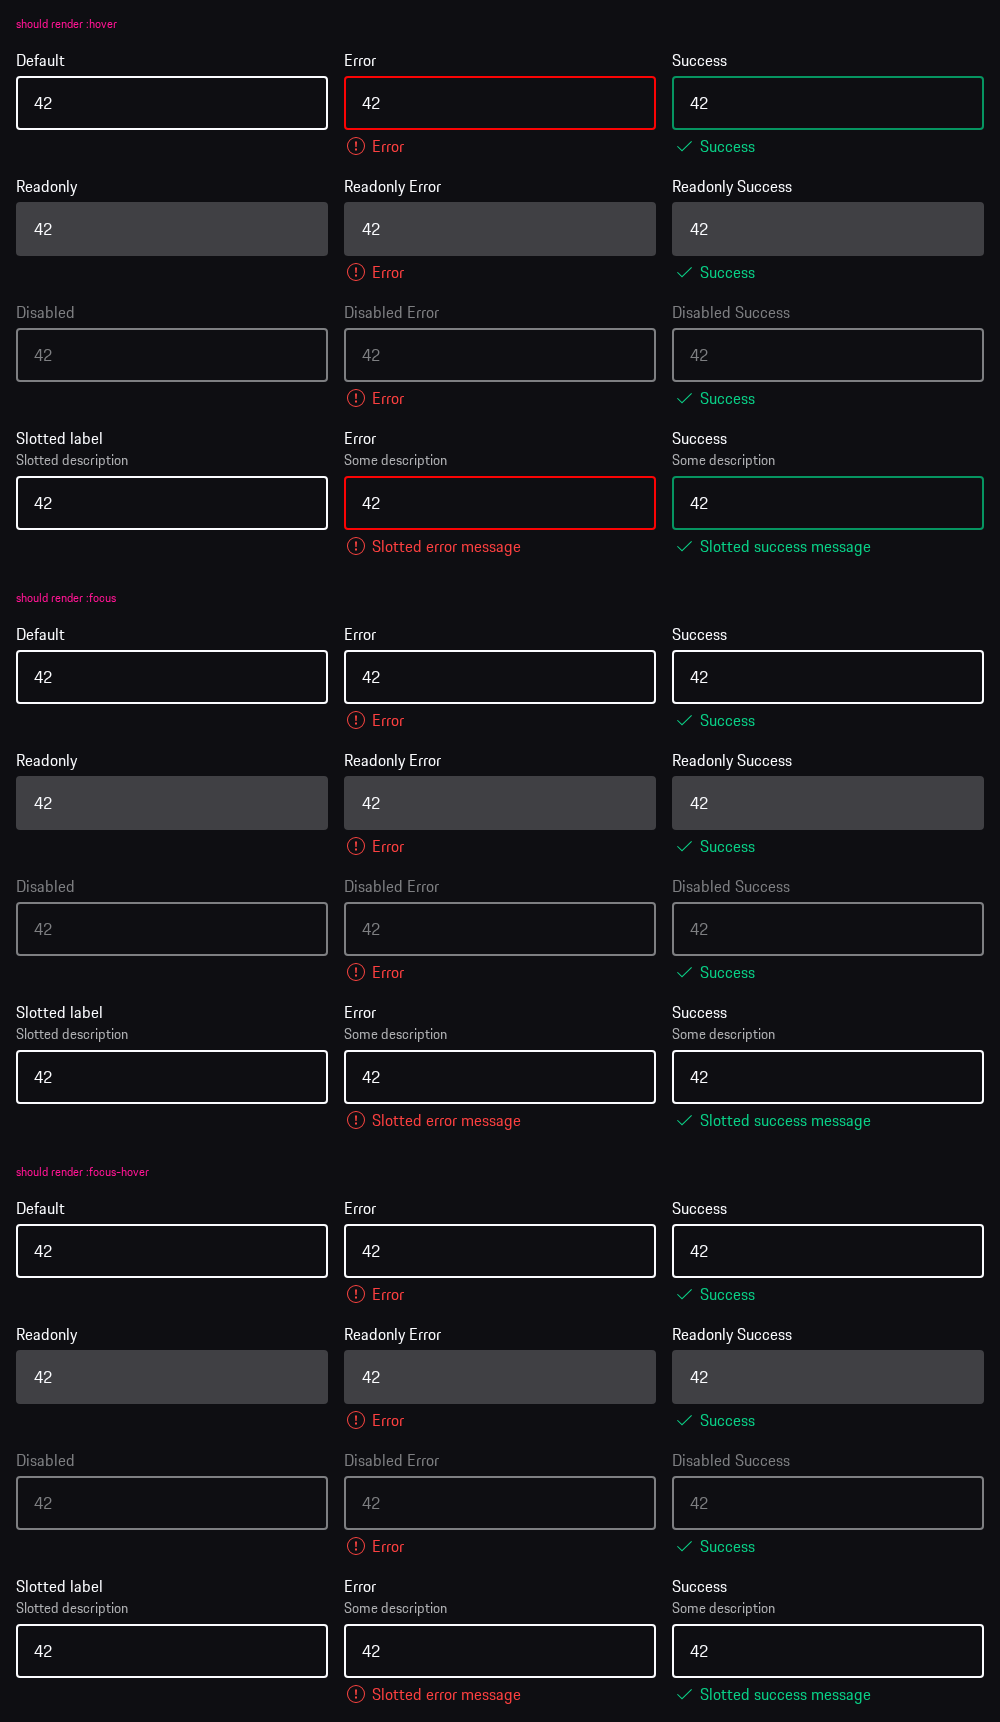 should render :hover
Default Error Success
42 42 42
Error Success
Readonly Readonly Error Readonly Success
42 42 42
Error Success
Disabled Disabled Error Disabled Success
42 42 42
Error Success
Slotted label Error Success
Slotted description Some description Some description
42 42 42
Slotted error message Slotted success message
should render :focus
Default Error Success
42 42 42
Error Success
Readonly Readonly Error Readonly Success
42 42 42
Error Success
Disabled Disabled Error Disabled Success
42 42 42
Error Success
Slotted label Error Success
Slotted description Some description Some description
42 42 42
Slotted error message Slotted success message
should render :focus-hover
Default Error Success
42 42 42
Error Success
Readonly Readonly Error Readonly Success
42 42 42
Error Success
Disabled Disabled Error Disabled Success
42 42 42
Error Success
Slotted label Error Success
Slotted description Some description Some description
42 42 42
Slotted error message Slotted success message